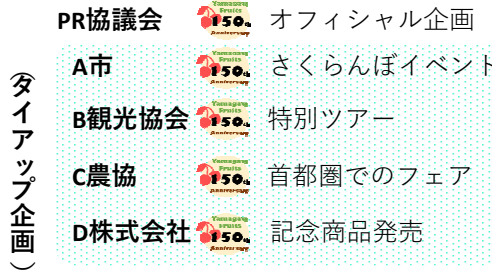 PR協議会 Yamagata Fruits 150th Anniversary オフィシャル企画
(タイアップ企画)
A市 Yamagata Fruits 150th Anniversary さくらんぼイベント
B観光協会 Yamagata Fruits 150th Anniversary 特別ツアー
C農協 Yamagata Fruits 150th Anniversary 首都圏でのフェア
D株式会社 Yamagata Fruits 150th Anniversary 記念商品発売